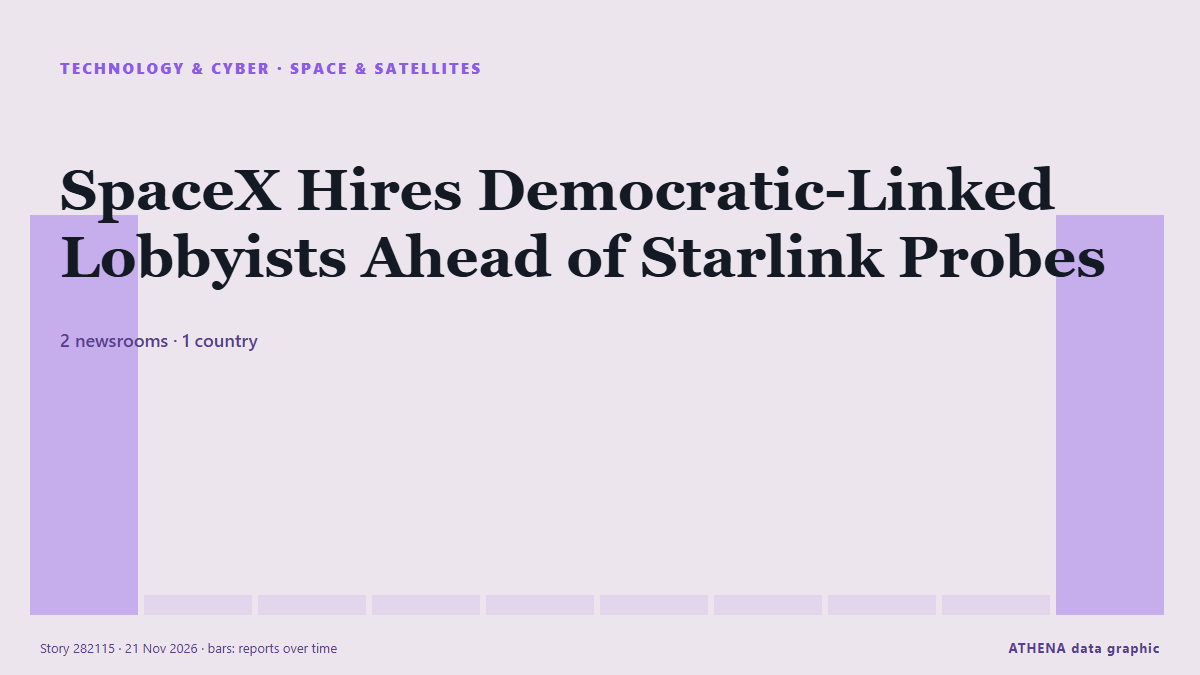 TECHNOLOGY & CYBER · SPACE & SATELLITES
SpaceX Hires Democratic-Linked
Lobbyists Ahead of Starlink Probes
2 newsrooms · 1 country
Story 282115 · 21 Nov 2026 · bars: reports over time
ATHENA data graphic